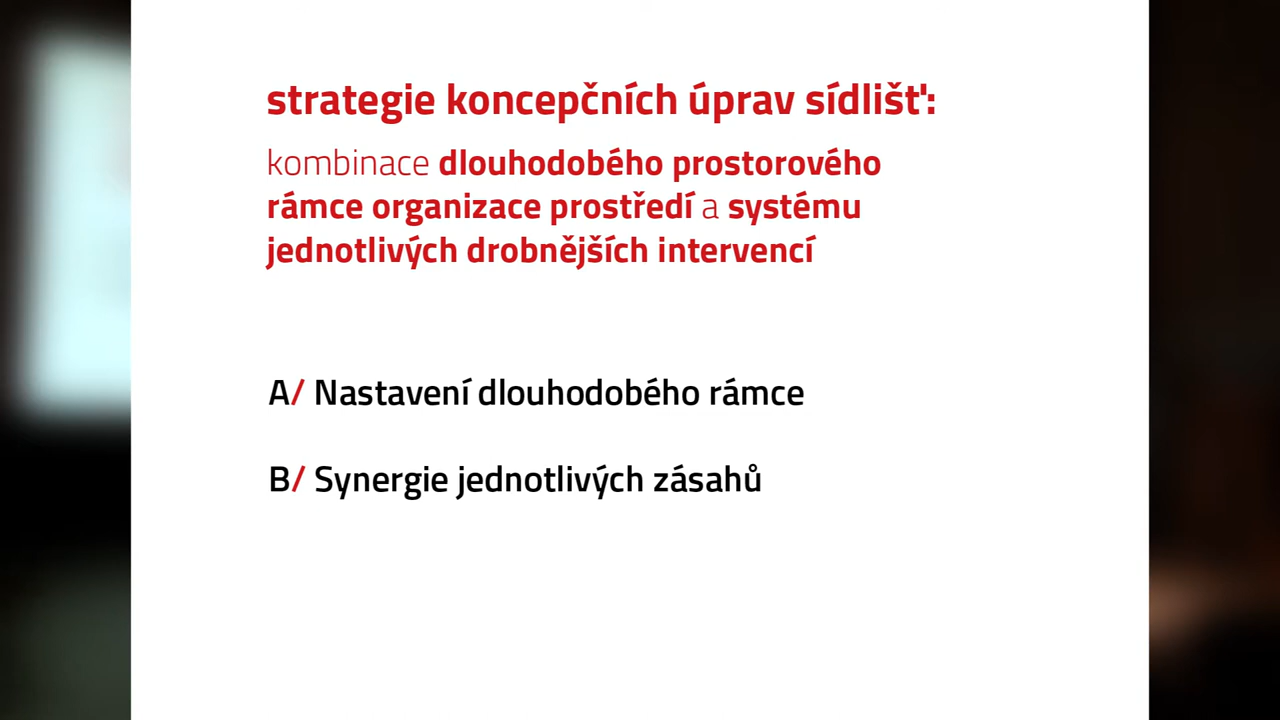 strategie koncepčních úprav sídlišť:
kombinace dlouhodobého prostorového
rámce organizace prostředí a systému
jednotlivých drobnějších intervencí
A/ Nastavení dlouhodobého rámce
B/ Synergie jednotlivých zásahů